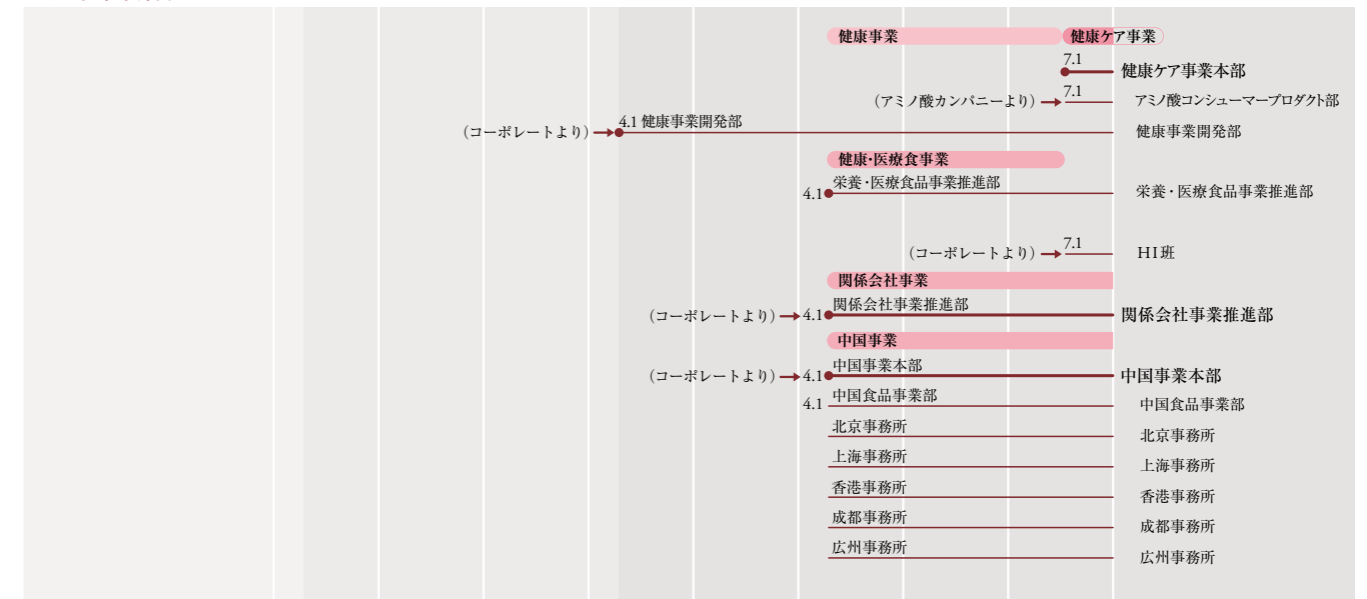 健康事業 健康ケア事業
7.1 健康ケア事業本部
(アミノ酸カンパニーより) 7.1 アミノ酸コンシューマープロダクト部
(コーポレートより) 4.1 健康事業開発部 健康事業開発部
健康・医療食事業
4.1 栄養・医療食品事業推進部 栄養・医療食品事業推進部
(コーポレートより) 7.1 HI班
関係会社事業
(コーポレートより) 4.1 関係会社事業推進部 関係会社事業推進部
中国事業
(コーポレートより) 4.1 中国事業本部 中国事業本部
4.1 中国食品事業部 中国食品事業部
北京事務所 北京事務所
上海事務所 上海事務所
香港事務所 香港事務所
成都事務所 成都事務所
広州事務所 広州事務所